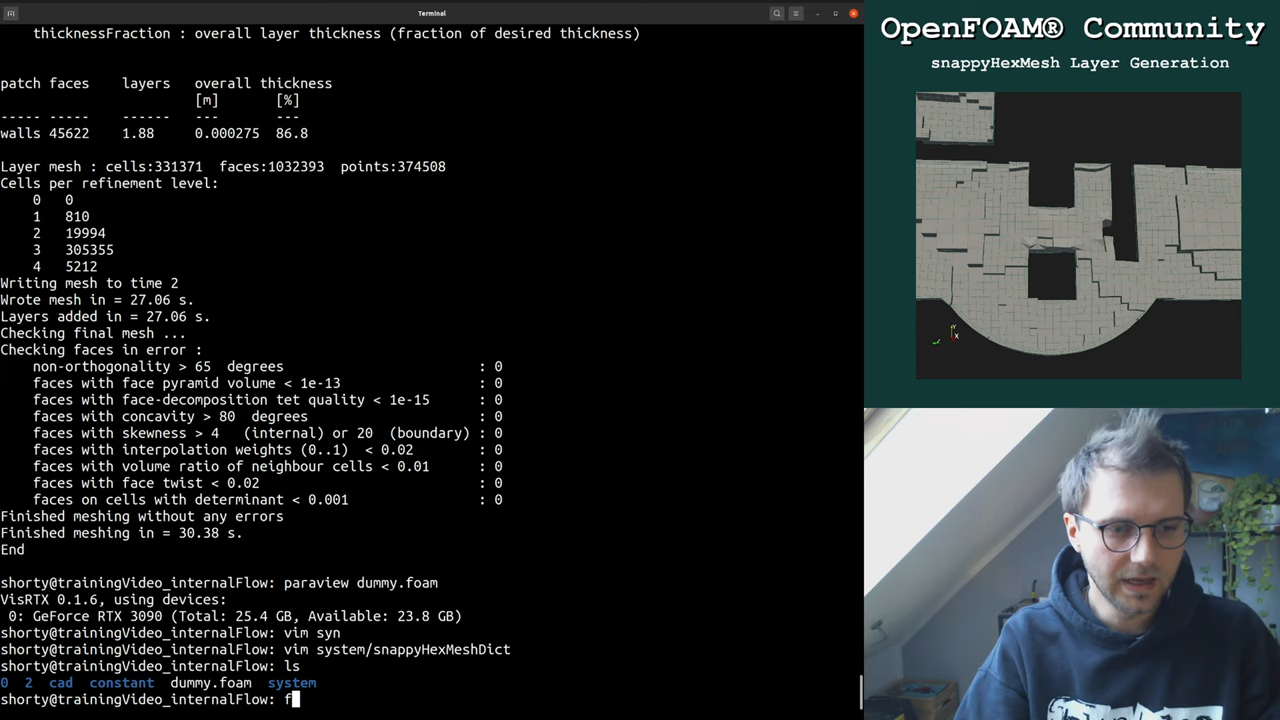 Terminal
thicknessFraction : overall layer thickness (fraction of desired thickness)
patch faces    layers    overall thickness
[m]    [%]
----- -----    ------    ---    ---
walls 45622    1.88    0.000275  86.8
Layer mesh : cells:331371  faces:1032393  points:374508
Cells per refinement level:
0    0
1    810
2    19994
3    305355
4    5212
Writing mesh to time 2
Wrote mesh in = 27.06 s.
Layers added in = 27.06 s.
Checking final mesh ...
Checking faces in error :
non-orthogonality > 65  degrees    : 0
faces with face pyramid volume < 1e-13    : 0
faces with face-decomposition tet quality < 1e-15    : 0
faces with concavity > 80  degrees    : 0
faces with skewness > 4   (internal) or 20  (boundary) : 0
faces with interpolation weights (0..1)  < 0.02    : 0
faces with volume ratio of neighbour cells < 0.01    : 0
faces with face twist < 0.02    : 0
faces on cells with determinant < 0.001    : 0
Finished meshing without any errors
Finished meshing in = 30.38 s.
End
shorty@trainingVideo_internalFlow: paraview dummy.foam
VisRTX 0.1.6, using devices:
0: GeForce RTX 3090 (Total: 25.4 GB, Available: 23.8 GB)
shorty@trainingVideo_internalFlow: vim syn
shorty@trainingVideo_internalFlow: vim system/snappyHexMeshDict
shorty@trainingVideo_internalFlow: ls
0  2  cad  constant  dummy.foam  system
shorty@trainingVideo_internalFlow: f
OpenFOAM® Community
snappyHexMesh Layer Generation
Y
X